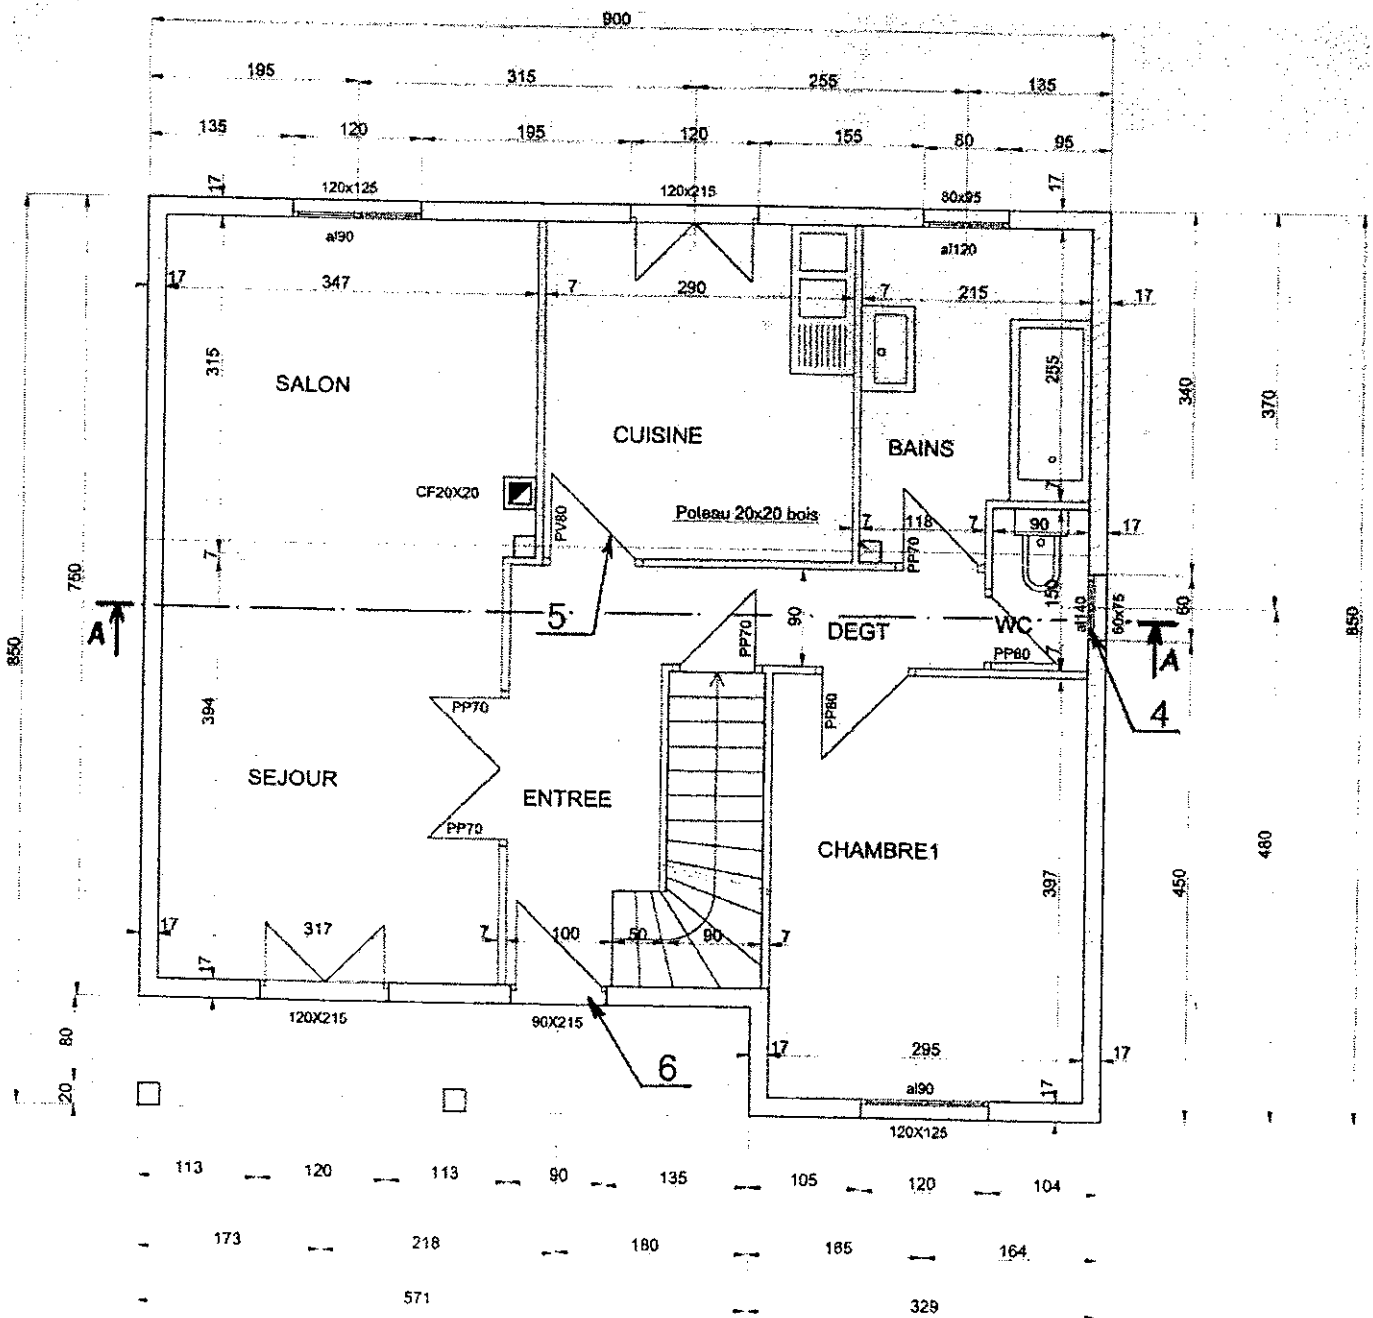 900
195 315 255 135
135 120 195 120 155 80 95
17 120x125 120x215 80x95 17
al90 al120
17 347 7 290 7 215 17
315 255 340 370
SALON
CUISINE
BAINS
CF20X20 PV80 Poteau 20x20 bois 7 118 7 90 7 17
PP70
7 750 850
A 5 90 DEGT WC 150 al140 60x75 60 850
PP70 PP60 7 A
4
394 PP70 PP80
SEJOUR ENTREE
PP70 CHAMBRE1
397 450 480
17 317 7 100 50 90 7
17
120X215 90X215
80 6 17 295 17
20 al90 17
120X125
113 120 113 90 135 105 120 104
173 218 180 165 164
571 329